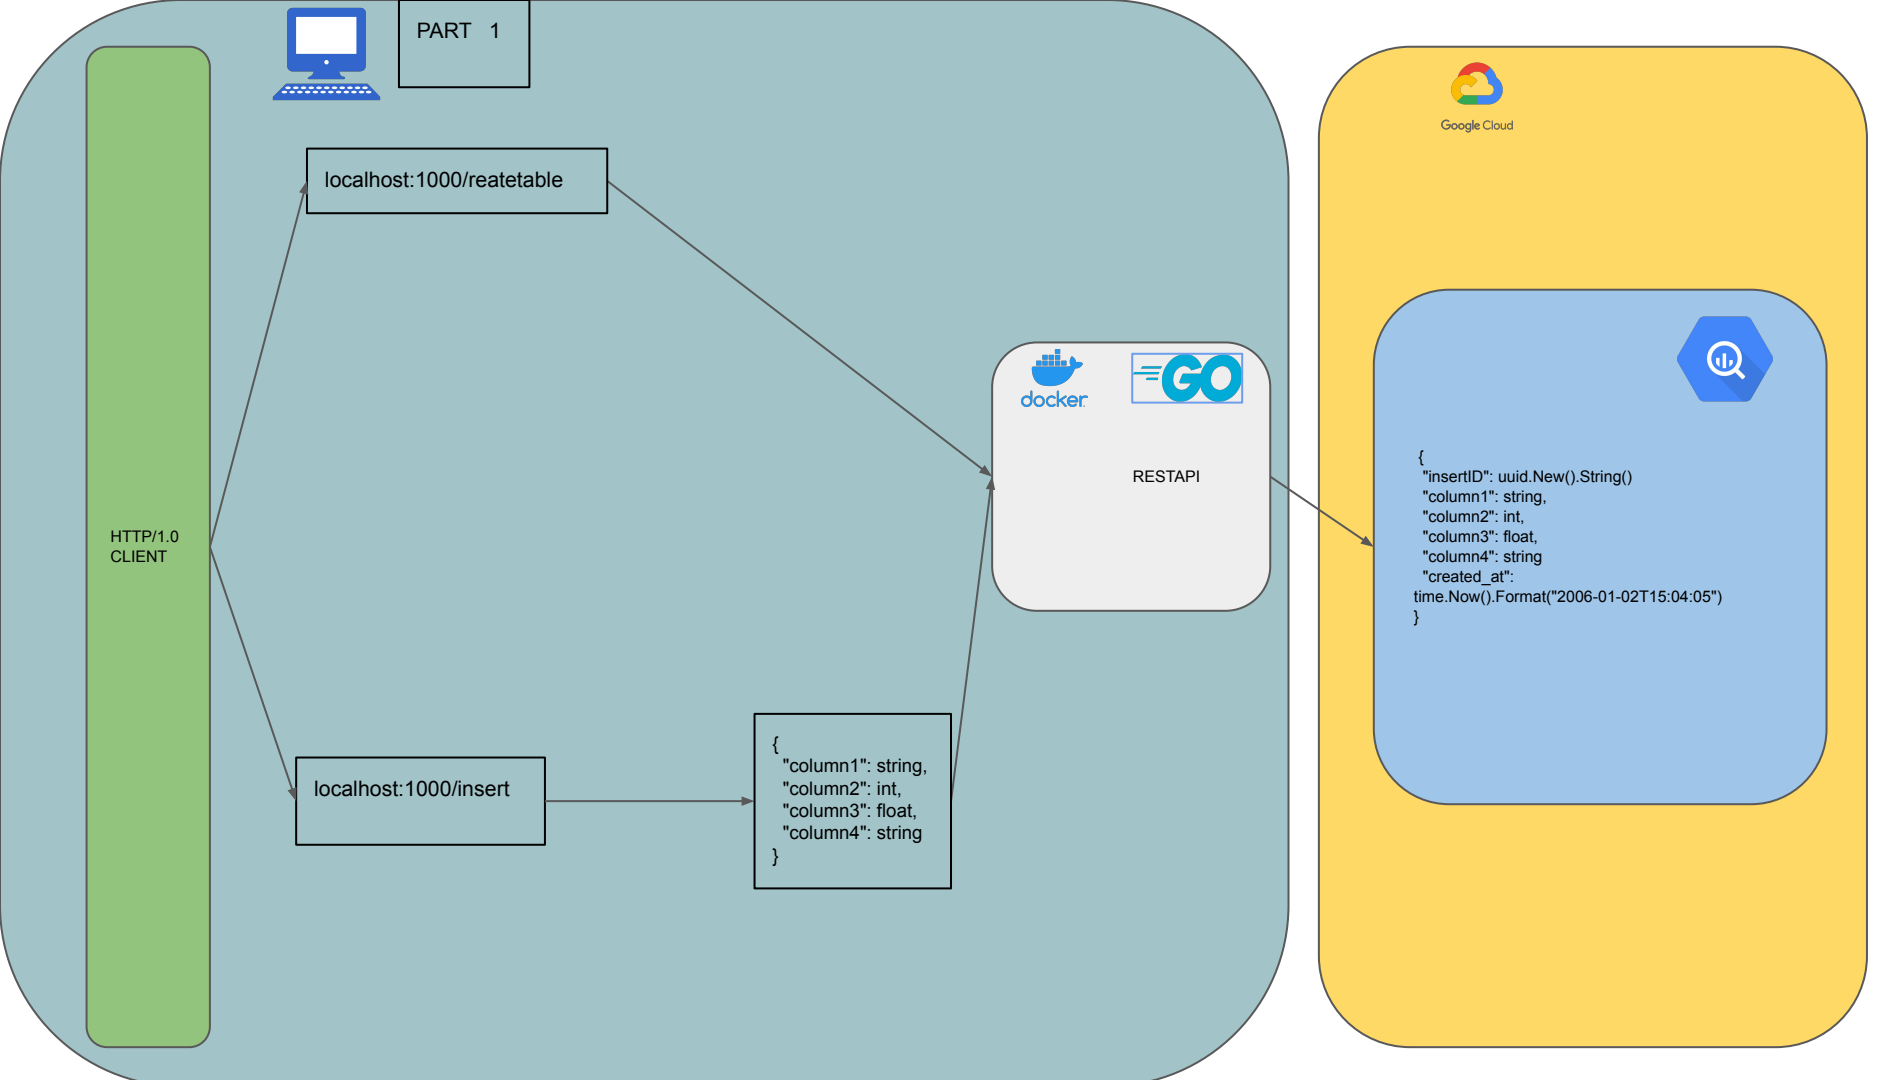 PART 1
Google Cloud
localhost:1000/reatetable
docker
GO
RESTAPI
{
"insertID": uuid.New().String()
"column1": string,
"column2": int,
"column3": float,
"column4": string
"created_at":
time.Now().Format("2006-01-02T15:04:05")
}
HTTP/1.0
CLIENT
localhost:1000/insert
{
"column1": string,
"column2": int,
"column3": float,
"column4": string
}